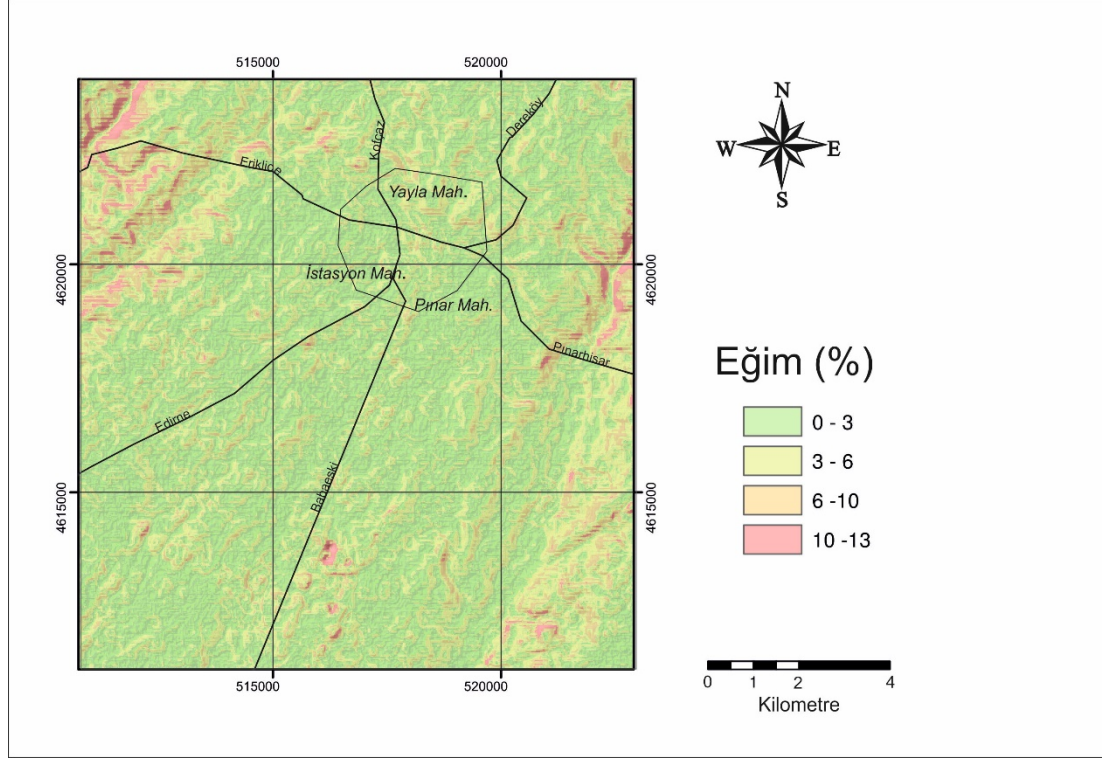 515000
520000
N
W
E
S
Kofçaz
Dereköy
Eriklice
Yayla Mah.
4620000
4620000
İstasyon Mah.
Pınar Mah.
Pınarhisar
Eğim (%)
Edirne
0 - 3
3 - 6
6 -10
10 -13
Babaeski
4615000
4615000
515000
520000
0 1 2 4
Kilometre